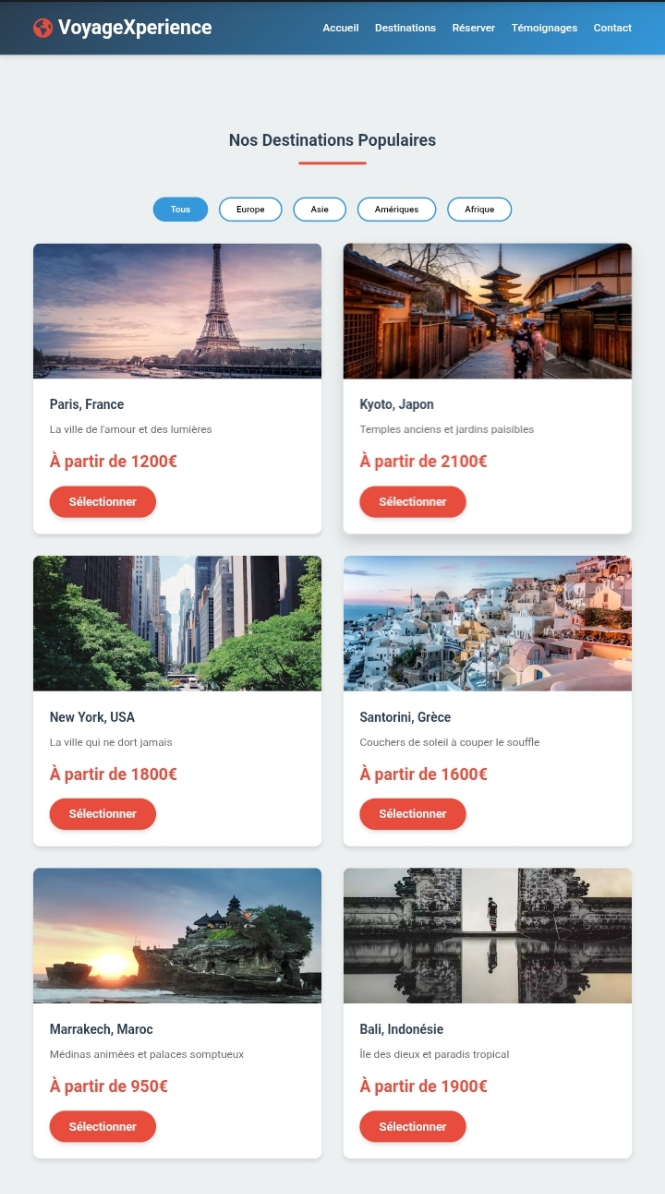 VoyageXperience
Accueil Destinations Réserver Témoignages Contact
Nos Destinations Populaires
Tous Europe Asie Amériques Afrique
Paris, France
La ville de l'amour et des lumières
À partir de 1200€
Sélectionner
Kyoto, Japon
Temples anciens et jardins paisibles
À partir de 2100€
Sélectionner
New York, USA
La ville qui ne dort jamais
À partir de 1800€
Sélectionner
Santorini, Grèce
Couchers de soleil à couper le souffle
À partir de 1600€
Sélectionner
Marrakech, Maroc
Médinas animées et palaces somptueux
À partir de 950€
Sélectionner
Bali, Indonésie
Île des dieux et paradis tropical
À partir de 1900€
Sélectionner